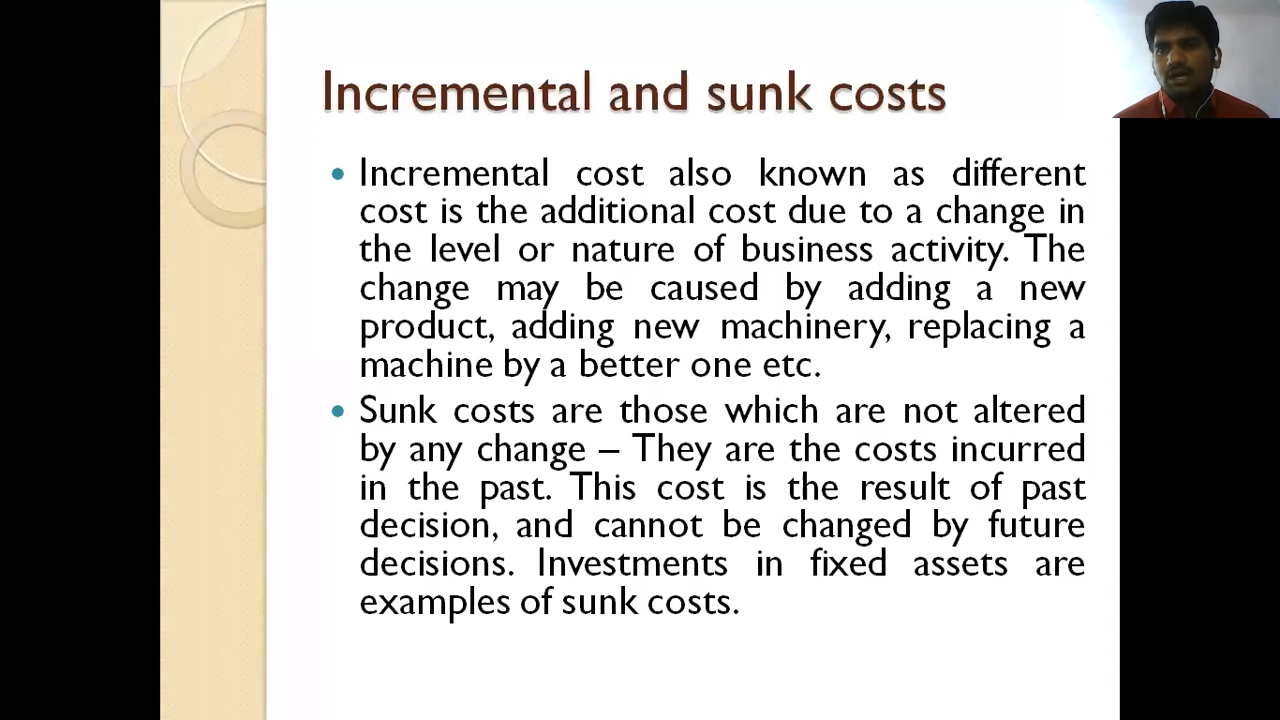 Incremental and sunk costs
Incremental cost also known as different
cost is the additional cost due to a change in
the level or nature of business activity. The
change may be caused by adding a new
product, adding new machinery, replacing a
machine by a better one etc.
Sunk costs are those which are not altered
by any change – They are the costs incurred
in the past. This cost is the result of past
decision, and cannot be changed by future
decisions. Investments in fixed assets are
examples of sunk costs.